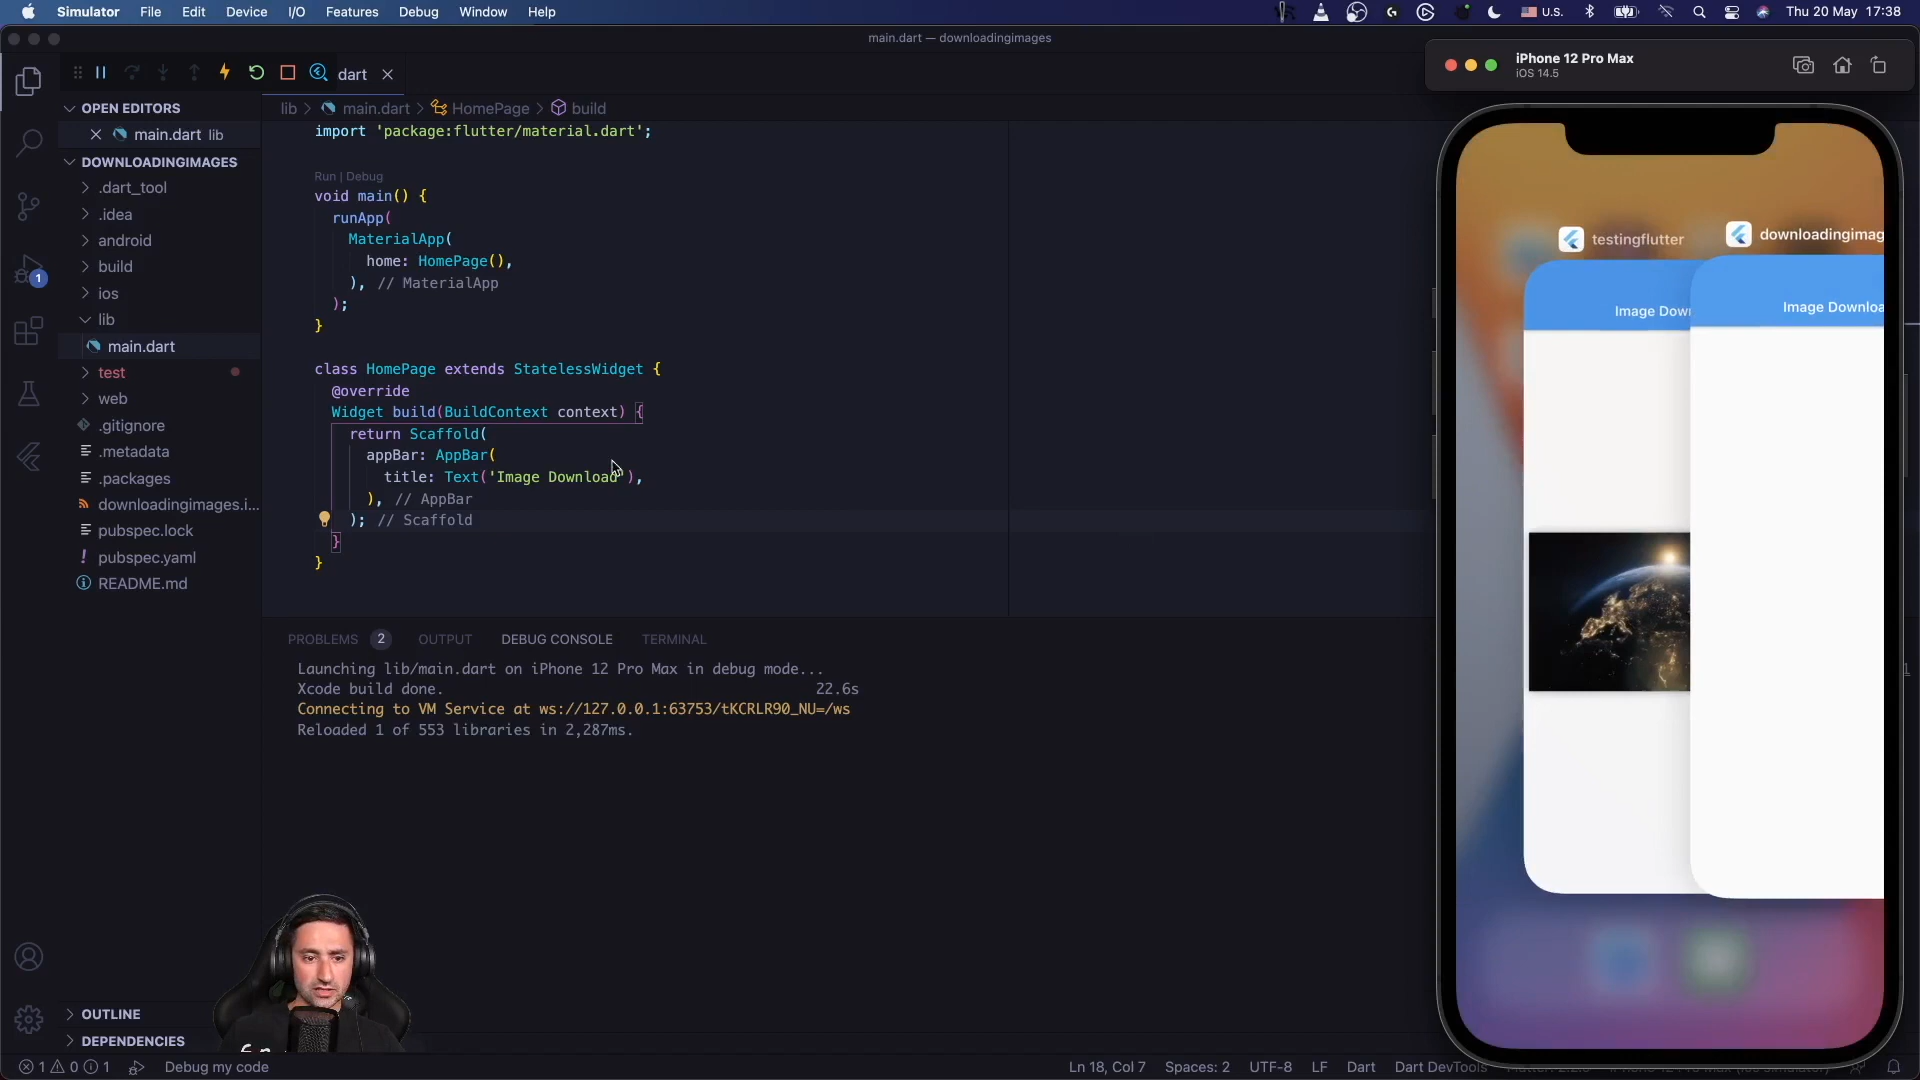 Simulator File Edit Device I/O Features Debug Window Help
U.S. Thu 20 May 17:38
main.dart — downloadingimages
dart
OPEN EDITORS
main.dart lib
DOWNLOADINGIMAGES
.dart_tool
.idea
android
build
ios
lib
main.dart
test
web
.gitignore
.metadata
.packages
downloadingimages.i...
pubspec.lock
pubspec.yaml
README.md
OUTLINE
DEPENDENCIES
1
lib > main.dart > HomePage > build
import 'package:flutter/material.dart';
Run | Debug
void main() {
runApp(
MaterialApp(
home: HomePage(),
), // MaterialApp
);
}
class HomePage extends StatelessWidget {
@override
Widget build(BuildContext context) {
return Scaffold(
appBar: AppBar(
title: Text('Image Download'),
), // AppBar
); // Scaffold
}
}
PROBLEMS 2 OUTPUT DEBUG CONSOLE TERMINAL
Launching lib/main.dart on iPhone 12 Pro Max in debug mode...
Xcode build done. 22.6s
Connecting to VM Service at ws://127.0.0.1:63753/tKCRLR90_NU=/ws
Reloaded 1 of 553 libraries in 2,287ms.
iPhone 12 Pro Max
iOS 14.5
testingflutter
downloadingimag
Image Dow
Image Downloa
1 0 1 Debug my code
Ln 18, Col 7 Spaces: 2 UTF-8 LF Dart Dart DevTools